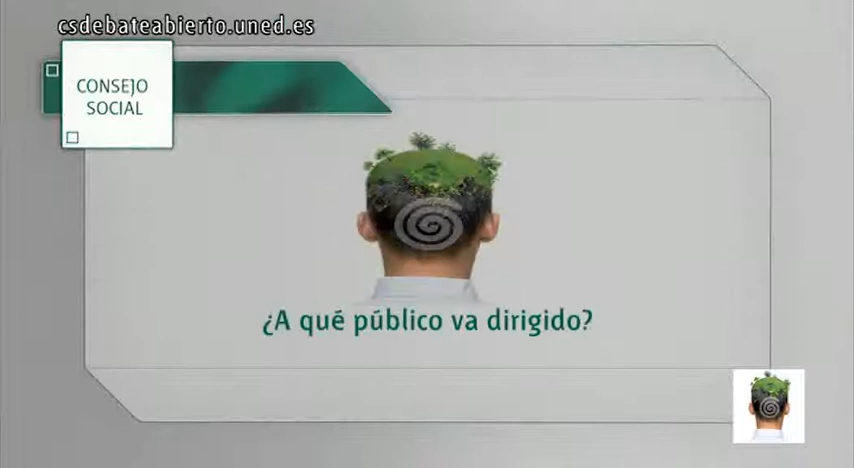 csdebateabierto.uned.es
CONSEJO
SOCIAL
¿A qué público va dirigido?